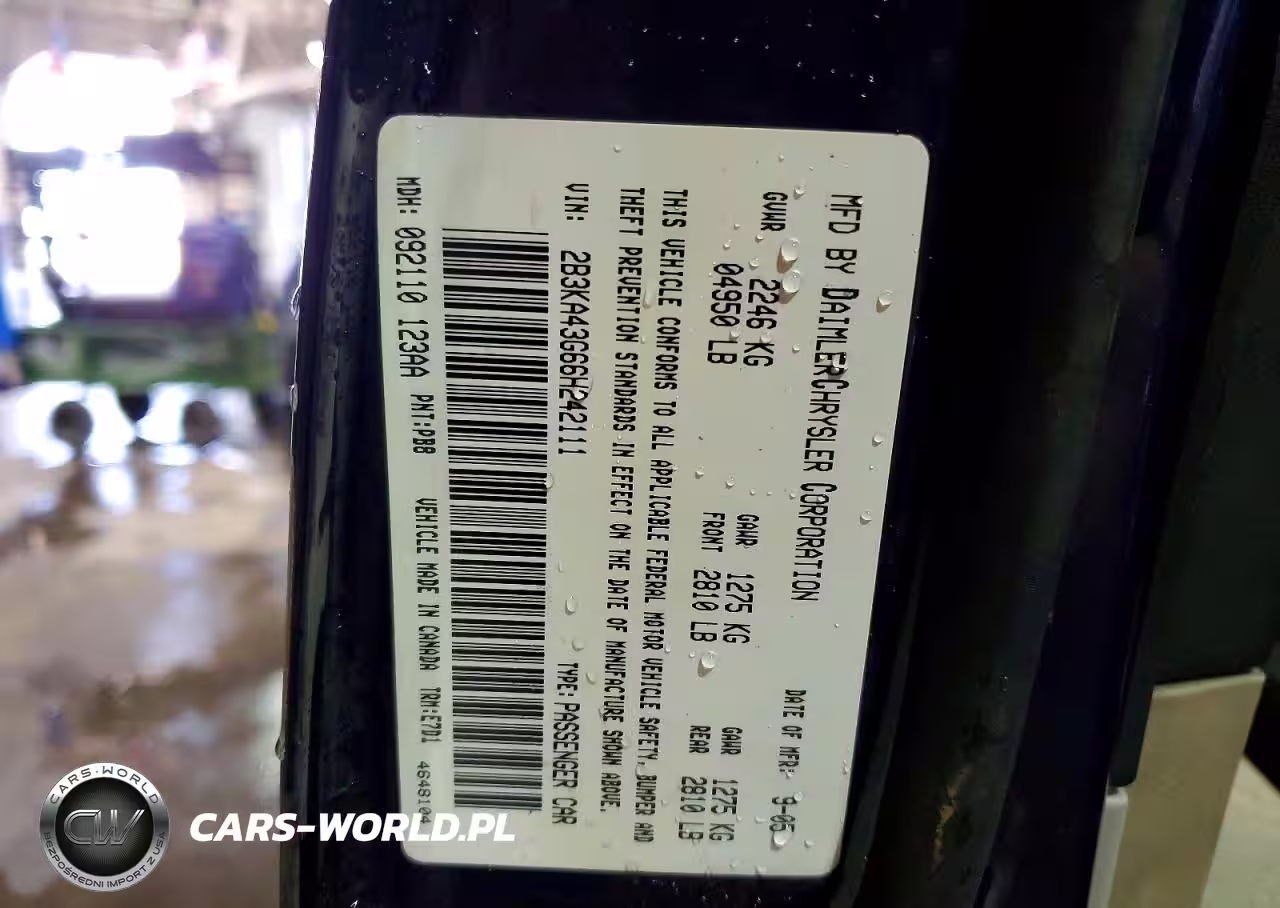 MFD BY DAIMLERCHRYSLER CORPORATION
DATE OF MFR: 9-05
GVWR 2246 KG
04950 LB
GAWR 1275 KG
FRONT 2810 LB
GAWR 1275 KG
REAR 2810 LB
THIS VEHICLE CONFORMS TO ALL APPLICABLE FEDERAL MOTOR VEHICLE SAFETY, BUMPER AND
THEFT PREVENTION STANDARDS IN EFFECT ON THE DATE OF MANUFACTURE SHOWN ABOVE.
VIN: 2B3KA43G66H242111 TYPE: PASSENGER CAR
MDH: 092110 123AA PNT:PB8 VEHICLE MADE IN CANADA TRM:E7D1 4648104
CARS-WORLD
CW
BEZPOŚREDNI IMPORT Z USA
CARS-WORLD.PL